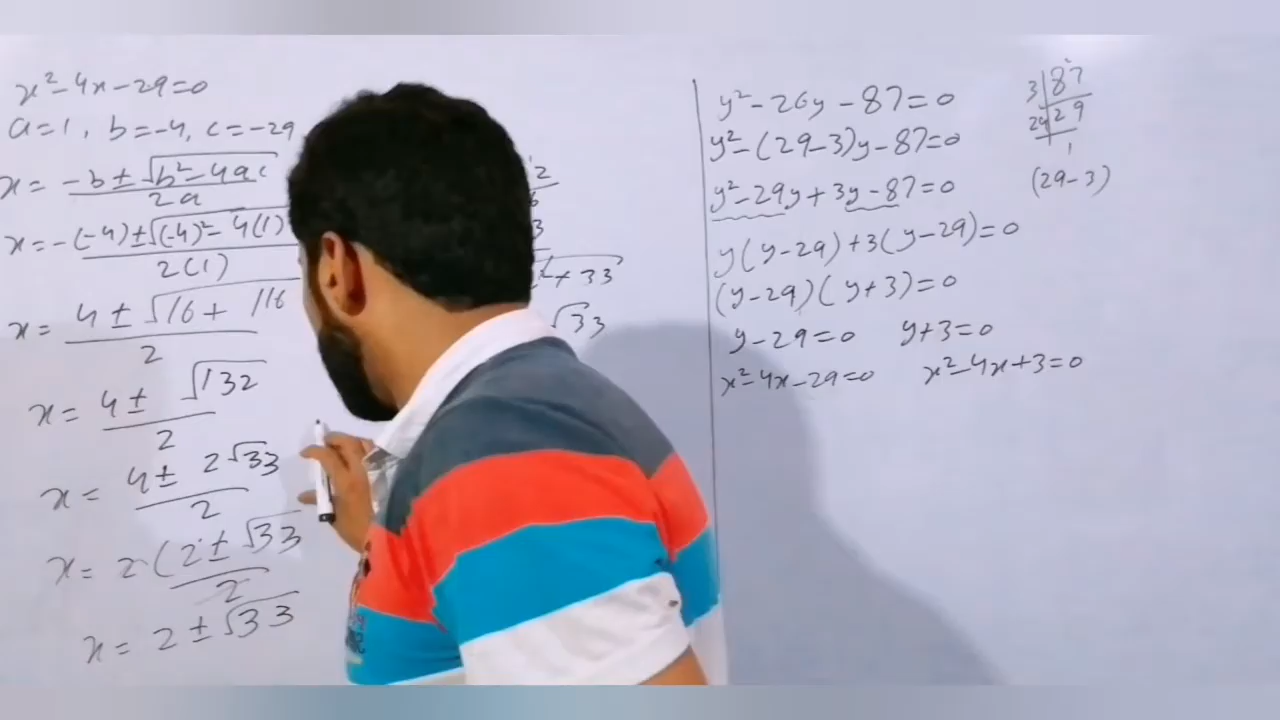 x²-4x-29=0
a=1, b=-4, c=-29
x= -b±√b²-4ac
2a
x= -(-4)±√(-4)²-4(1)
2(1)
x= 4±√16+116
2
x= 4± √132
2
x= 4± 2√33
2
x= 2(2±√33
2
x= 2±√33
+33
√33
y²-26y-87=0
y²-(29-3)y-87=0
y²-29y+3y-87=0
y(y-29)+3(y-29)=0
(y-29)(y+3)=0
y-29=0 y+3=0
x²-4x-29=0 x²-4x+3=0
3|87
29|29
1
(29-3)